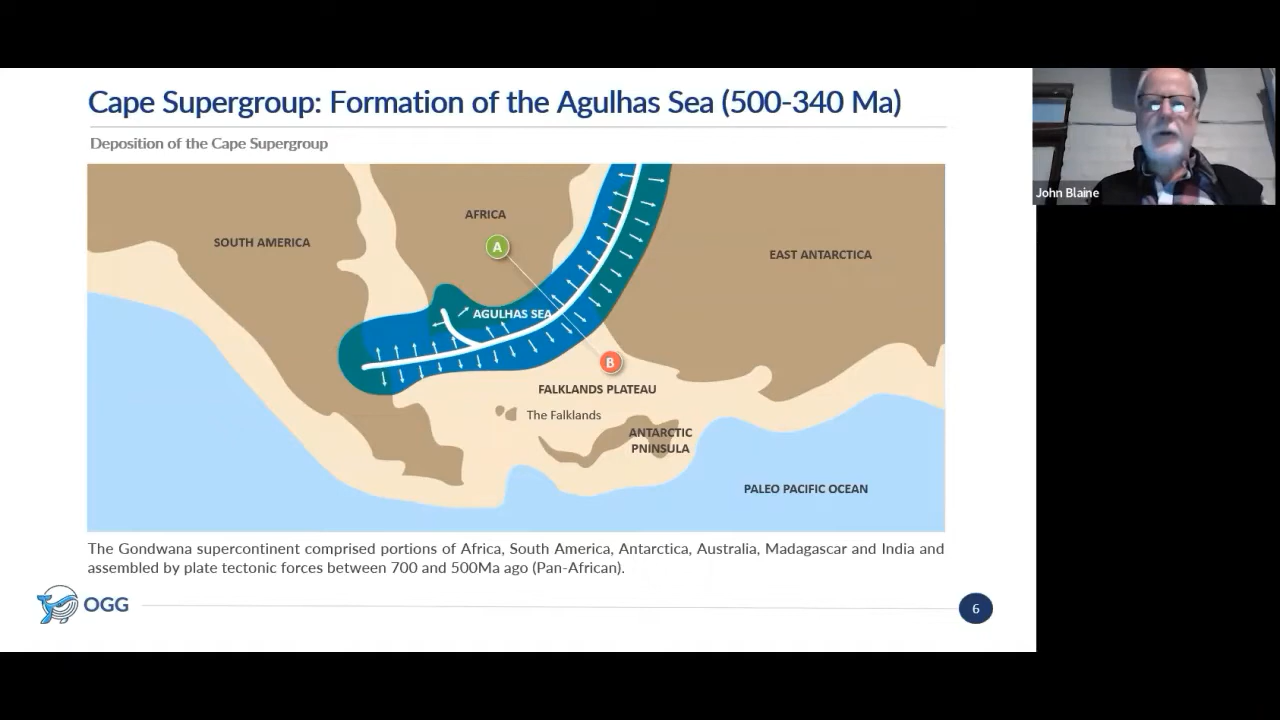 Cape Supergroup: Formation of the Agulhas Sea (500-340 Ma)
Deposition of the Cape Supergroup
John Blaine
AFRICA
SOUTH AMERICA
A
EAST ANTARCTICA
AGULHAS SEA
B
FALKLANDS PLATEAU
The Falklands
ANTARCTIC
PNINSULA
PALEO PACIFIC OCEAN
The Gondwana supercontinent comprised portions of Africa, South America, Antarctica, Australia, Madagascar and India and
assembled by plate tectonic forces between 700 and 500Ma ago (Pan-African).
OGG
6